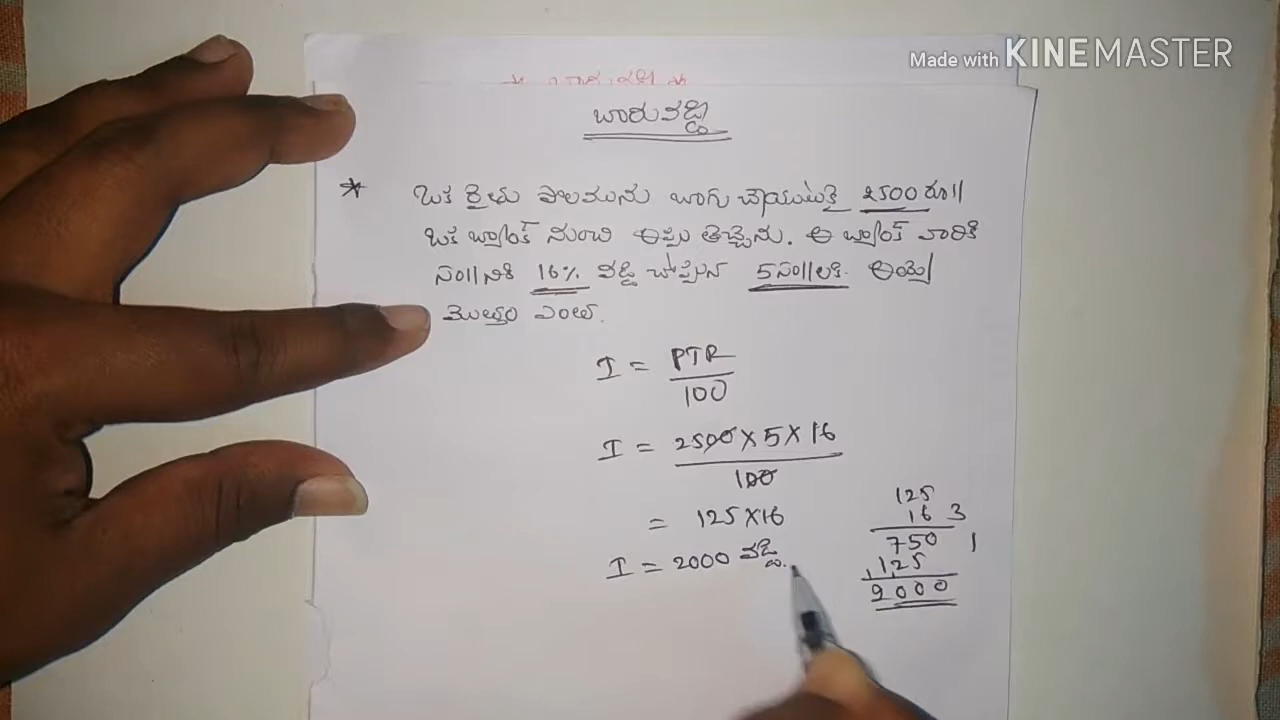 Made with KINEMASTER
బారువడ్డి
* ఒక రైతు పొలమును బాగు చేయుటకై 2500 రూ॥
ఒక బ్యాంక్ నుంచి అప్పు తెచ్చెను. ఆ బ్యాంక్ వారికి
సం॥నికి 16% వడ్డి చొప్పున 5సం॥లకి అయితే
మొత్తం ఎంత.
I = PTR
100
I = 2500 X 5 X 16
100
= 125 X 16
I = 2000 వడ్డి.
125
16 3
750 1
125
2000